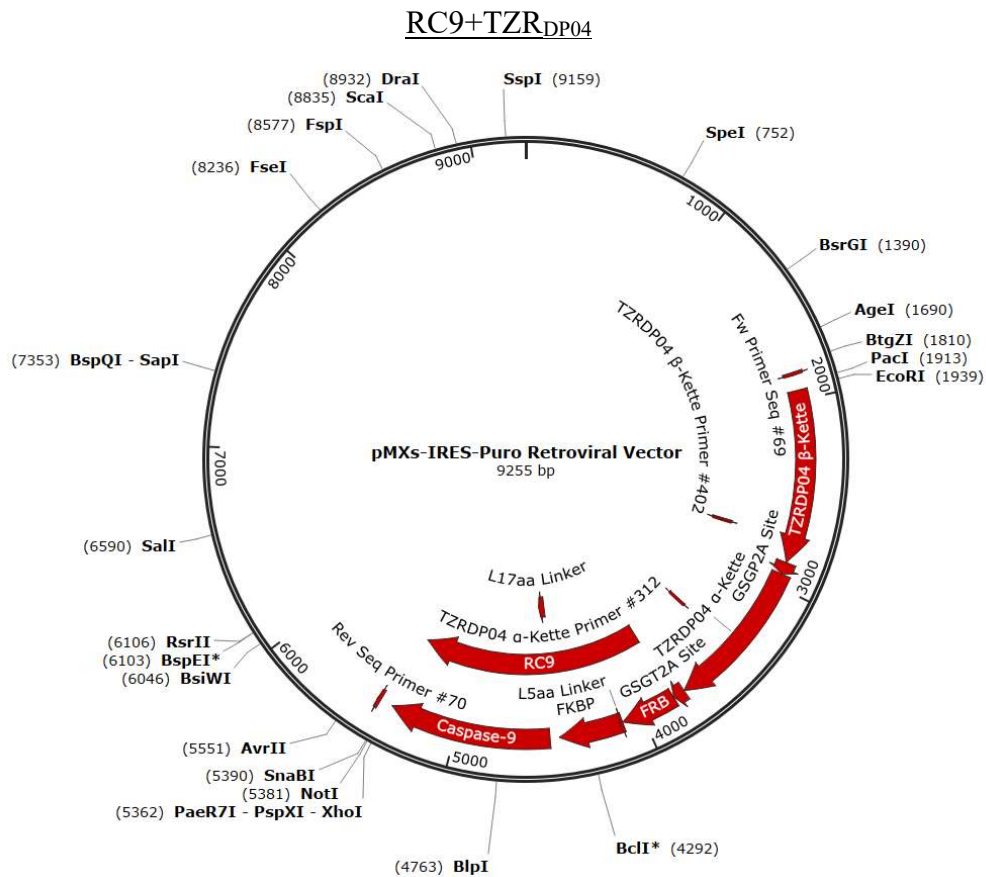 RC9+TZRDP04
(8932) DraI
SspI (9159)
(8835) ScaI
(8577) FspI
SpeI (752)
(8236) FseI
9000
1000
BsrGI (1390)
8000
AgeI (1690)
BtgZI (1810)
(7353) BspQI - SapI
PacI (1913)
2000
EcoRI (1939)
TZRDP04 β-Kette Primer #402
Fw Primer Seq #69
TZRDP04 β-Kette
pMXs-IRES-Puro Retroviral Vector
9255 bp
7000
(6590) SalI
GSGP2A Site
3000
L17aa Linker
TZRDP04 α-Kette
TZRDP04 α-Kette Primer #312
(6106) RsrII
(6103) BspEI*
(6046) BsiWI
6000
Rev Seq Primer #70
RC9
GSGT2A Site
L5aa Linker
FKBP
FRB
Caspase-9
4000
(5551) AvrII
5000
(5390) SnaBI
(5381) NotI
(5362) PaeR7I - PspXI - XhoI
BclI* (4292)
(4763) BlpI